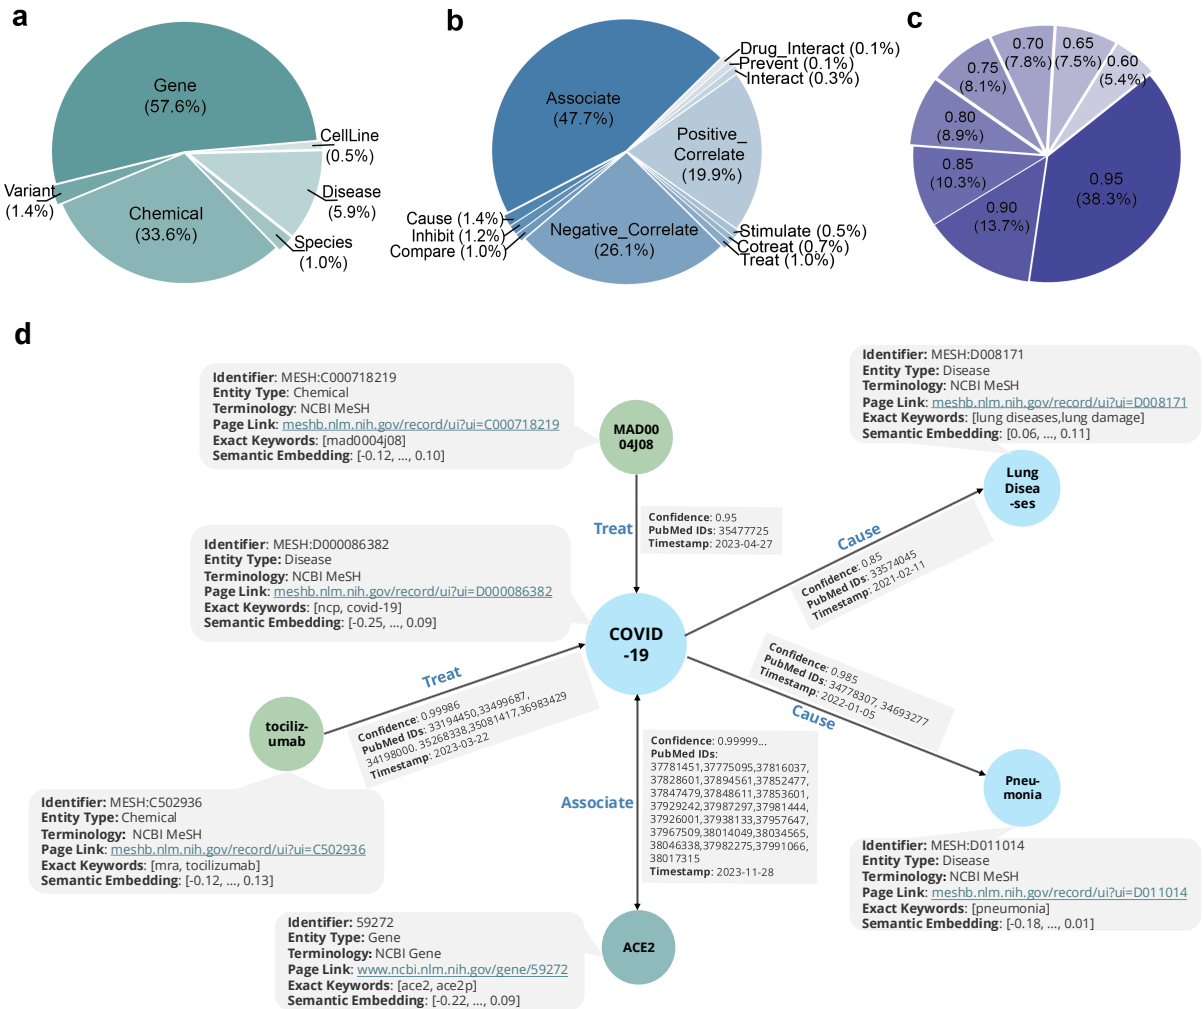 a
Gene
(57.6%)
CellLine
(0.5%)
Disease
(5.9%)
Species
(1.0%)
Chemical
(33.6%)
Variant
(1.4%)
b
Drug_Interact (0.1%)
Prevent (0.1%)
Interact (0.3%)
Associate
(47.7%)
Positive_
Correlate
(19.9%)
Cause (1.4%)
Inhibit (1.2%)
Compare (1.0%)
Negative_Correlate
(26.1%)
Stimulate (0.5%)
Cotreat (0.7%)
Treat (1.0%)
c
0.70
(7.8%)
0.65
(7.5%)
0.60
(5.4%)
0.75
(8.1%)
0.80
(8.9%)
0.85
(10.3%)
0.90
(13.7%)
0.95
(38.3%)
d
Identifier: MESH:C000718219
Entity Type: Chemical
Terminology: NCBI MeSH
Page Link: meshb.nlm.nih.gov/record/ui?ui=C000718219
Exact Keywords: [mad0004j08]
Semantic Embedding: [-0.12, ..., 0.10]
MAD00
04J08
Identifier: MESH:D008171
Entity Type: Disease
Terminology: NCBI MeSH
Page Link: meshb.nlm.nih.gov/record/ui?ui=D008171
Exact Keywords: [lung diseases,lung damage]
Semantic Embedding: [0.06, ..., 0.11]
Lung
Disea
-ses
Treat
Confidence: 0.95
PubMed IDs: 35477725
Timestamp: 2023-04-27
Cause
Confidence: 0.85
PubMed IDs: 33574045
Timestamp: 2021-02-11
Identifier: MESH:D000086382
Entity Type: Disease
Terminology: NCBI MeSH
Page Link: meshb.nlm.nih.gov/record/ui?ui=D000086382
Exact Keywords: [ncp, covid-19]
Semantic Embedding: [-0.25, ..., 0.09]
COVID
-19
Treat
Confidence: 0.99986
PubMed IDs: 33194450,33499687,
34198000. 35268338,35081417,36983429
Timestamp: 2023-03-22
tociliz-
umab
Confidence: 0.985
PubMed IDs: 34778307, 34693277
Timestamp: 2022-01-05
Cause
Pneu-
monia
Associate
Confidence: 0.99999...
PubMed IDs:
37781451,37775095,37816037,
37828601,37894561,37852477,
37847479,37848611,37853601,
37929242,37987297,37981444,
37926001,37938133,37957647,
37967509,38014049,38034565,
38046338,37982275,37991066,
38017315
Timestamp: 2023-11-28
Identifier: MESH:C502936
Entity Type: Chemical
Terminology: NCBI MeSH
Page Link: meshb.nlm.nih.gov/record/ui?ui=C502936
Exact Keywords: [mra, tocilizumab]
Semantic Embedding: [-0.12, ..., 0.13]
Identifier: MESH:D011014
Entity Type: Disease
Terminology: NCBI MeSH
Page Link: meshb.nlm.nih.gov/record/ui?ui=D011014
Exact Keywords: [pneumonia]
Semantic Embedding: [-0.18, ..., 0.01]
Identifier: 59272
Entity Type: Gene
Terminology: NCBI Gene
Page Link: www.ncbi.nlm.nih.gov/gene/59272
Exact Keywords: [ace2, ace2p]
Semantic Embedding: [-0.22, ..., 0.09]
ACE2